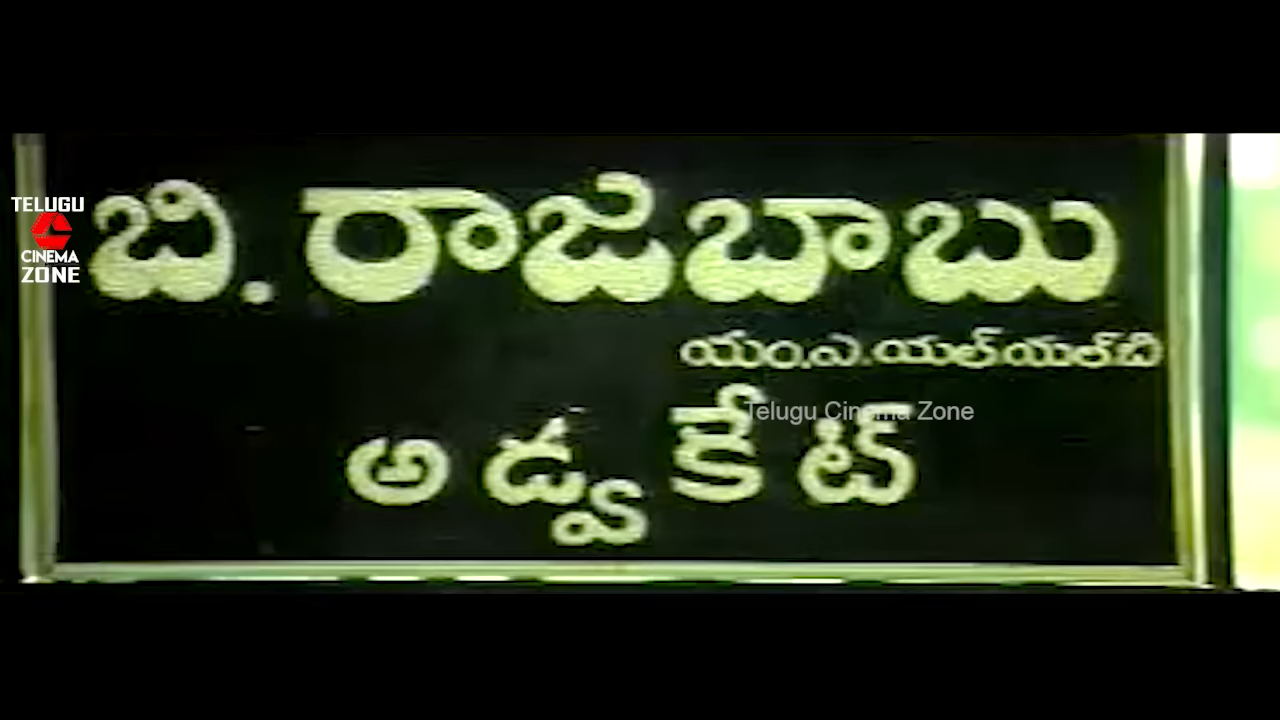 TELUGU
CINEMA
ZONE
బి. రాజబాబు
యం.ఎ.యల్‌యల్‌బి
అడ్వకేట్
Telugu Cinema Zone